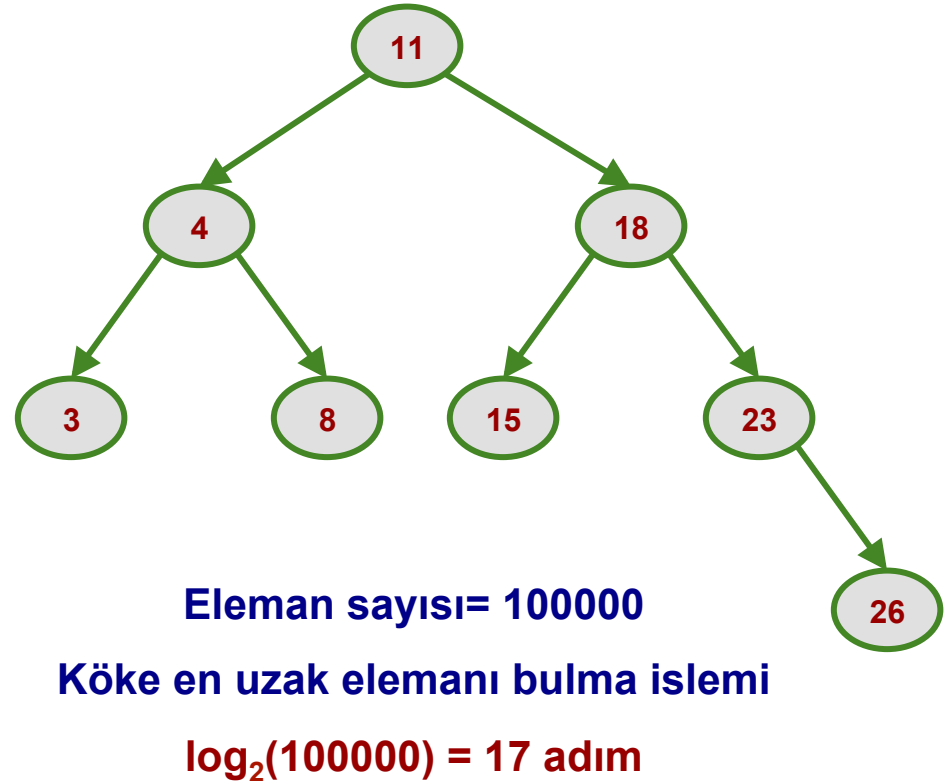 11
4
18
3
8
15
23
26
Eleman sayısı= 100000
Köke en uzak elemanı bulma islemi
log₂(100000) = 17 adım